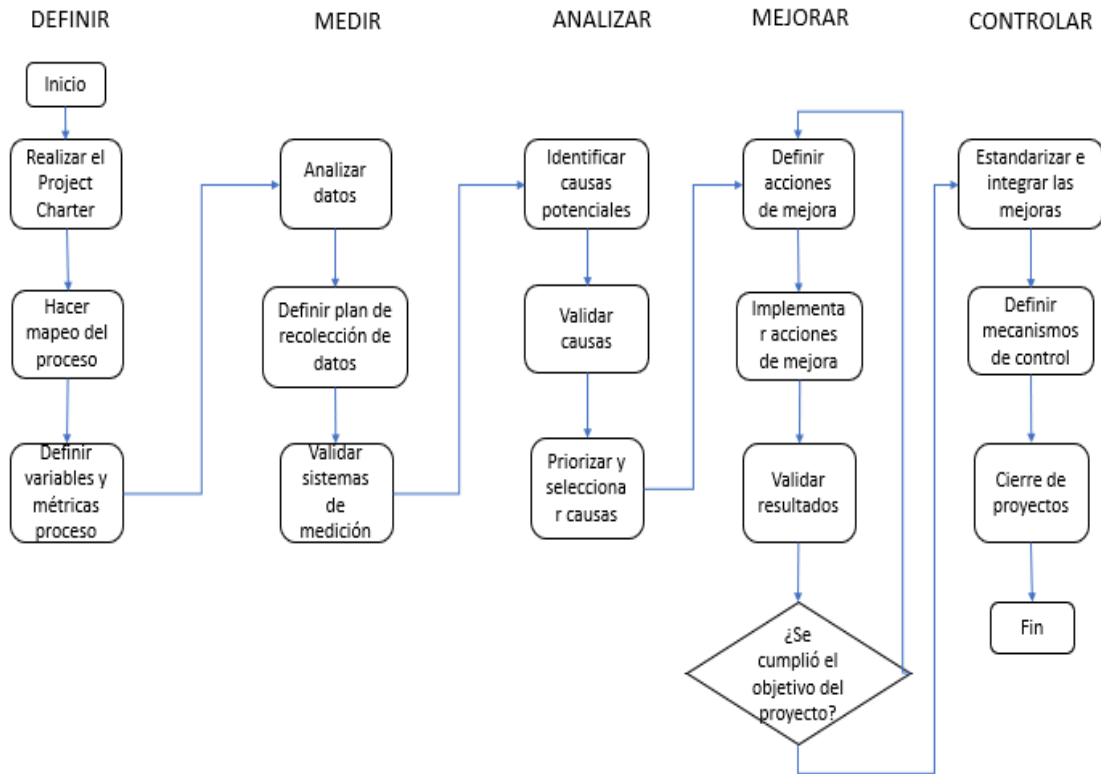 DEFINIR
MEDIR
ANALIZAR
MEJORAR
CONTROLAR
Inicio
Realizar el
Project
Charter
Hacer
mapeo del
proceso
Definir
variables y
métricas
proceso
Analizar
datos
Definir plan de
recolección de
datos
Validar
sistemas
de
medición
Identificar
causas
potenciales
Validar
causas
Priorizar y
selecciona
r causas
Definir
acciones
de mejora
Implementa
r acciones
de mejora
Validar
resultados
¿Se
cumplió el
objetivo del
proyecto?
Estandarizar e
integrar las
mejoras
Definir
mecanismos
de control
Cierre de
proyectos
Fin